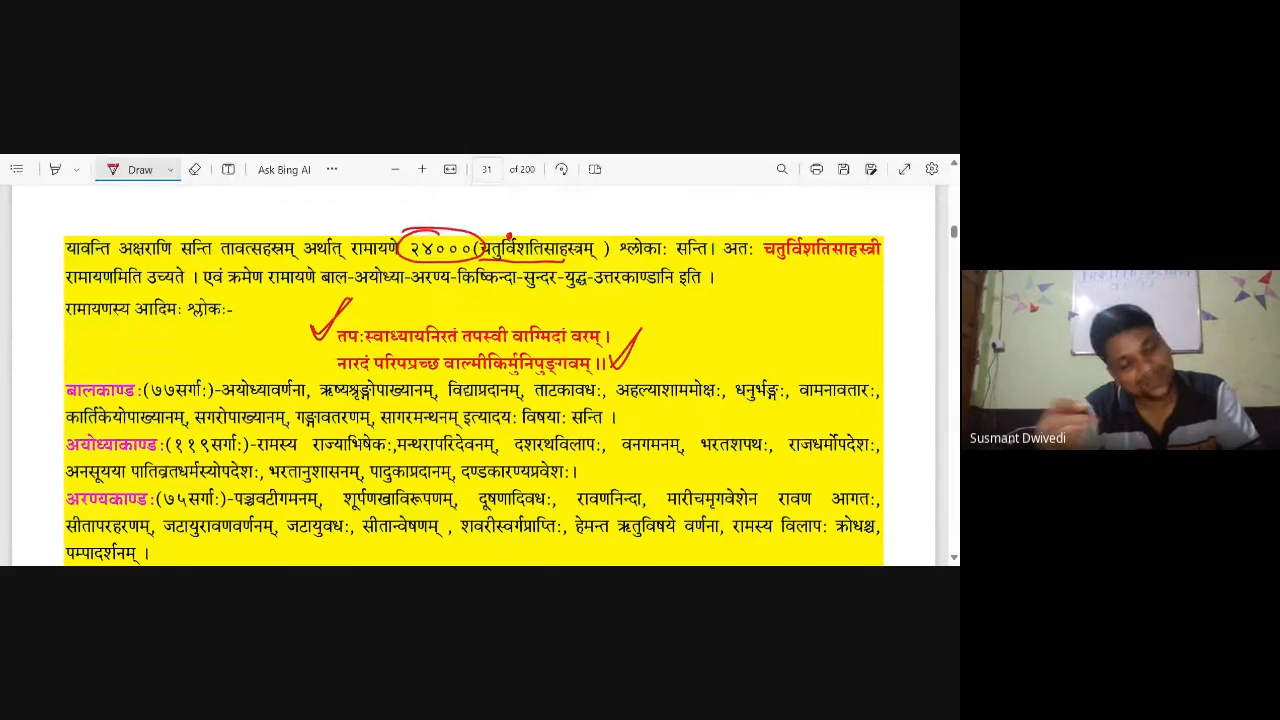 Draw
Ask Bing AI
31
of 200
यावन्ति अक्षराणि सन्ति तावत्सहस्रम् अर्थात् रामायणे २४०००(चतुर्विशतिसाहस्त्रम् ) श्लोकाः सन्ति। अतः चतुर्विशतिसाहस्त्री
रामायणमिति उच्यते । एवं क्रमेण रामायणे बाल-अयोध्या-अरण्य-किष्किन्दा-सुन्दर-युद्ध-उत्तरकाण्डानि इति ।
रामायणस्य आदिमः श्लोकः-
तपःस्वाध्यायनिरतं तपस्वी वाग्मिदां वरम् ।
नारदं परिपप्रच्छ वाल्मीकिर्मुनिपुङ्गवम् ।।
बालकाण्डः(७७सर्गाः)-अयोध्यावर्णना, ऋष्यश्रृङ्गोपाख्यानम्, विद्याप्रदानम्, ताटकावधः, अहल्याशाममोक्षः, धनुर्भङ्गः, वामनावतारः,
कार्तिकेयोपाख्यानम्, सगरोपाख्यानम्, गङ्गावतरणम्, सागरमन्थनम् इत्यादयः विषयाः सन्ति ।
अयोध्याकाण्डः(११९सर्गाः)-रामस्य राज्याभिषेकः,मन्थरापरिदेवनम्, दशरथविलापः, वनगमनम्, भरतशपथः, राजधर्मोपदेशः,
अनसूयया पातिव्रतधर्मस्योपदेशः, भरतानुशासनम्, पादुकाप्रदानम्, दण्डकारण्यप्रवेशः।
अरण्यकाण्डः(७५सर्गाः)-पञ्चवटीगमनम्, शूर्पणखाविरूपणम्, दूषणादिवधः, रावणनिन्दा, मारीचमृगवेशेन रावण आगतः,
सीतापरहरणम्, जटायुरावणवर्णनम्, जटायुवधः, सीतान्वेषणम् , शवरीस्वर्गप्राप्तिः, हेमन्त ऋतुविषये वर्णना, रामस्य विलापः क्रोधश्च,
पम्पादर्शनम् ।
Susmant Dwivedi